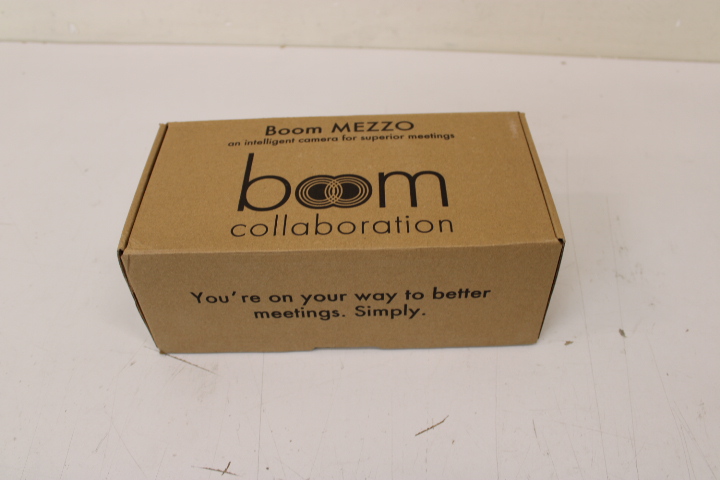 Boom MEZZO
an intelligent camera for superior meetings
boom
collaboration
You're on your way to better
meetings. Simply.